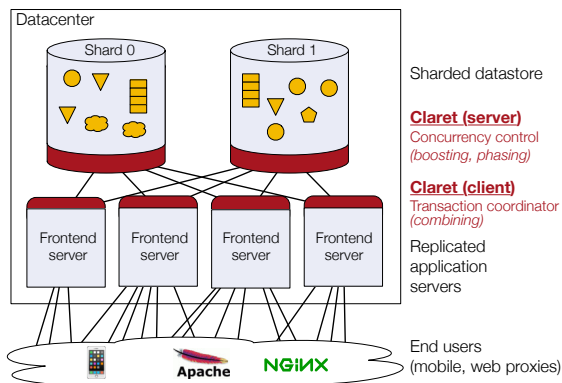 Datacenter
Shard 0
Shard 1
Sharded datastore
Claret (server)
Concurrency control
(boosting, phasing)
Claret (client)
Transaction coordinator
(combining)
Frontend
server
Frontend
server
Frontend
server
Frontend
server
Replicated
application
servers
Apache
NGiNX
End users
(mobile, web proxies)